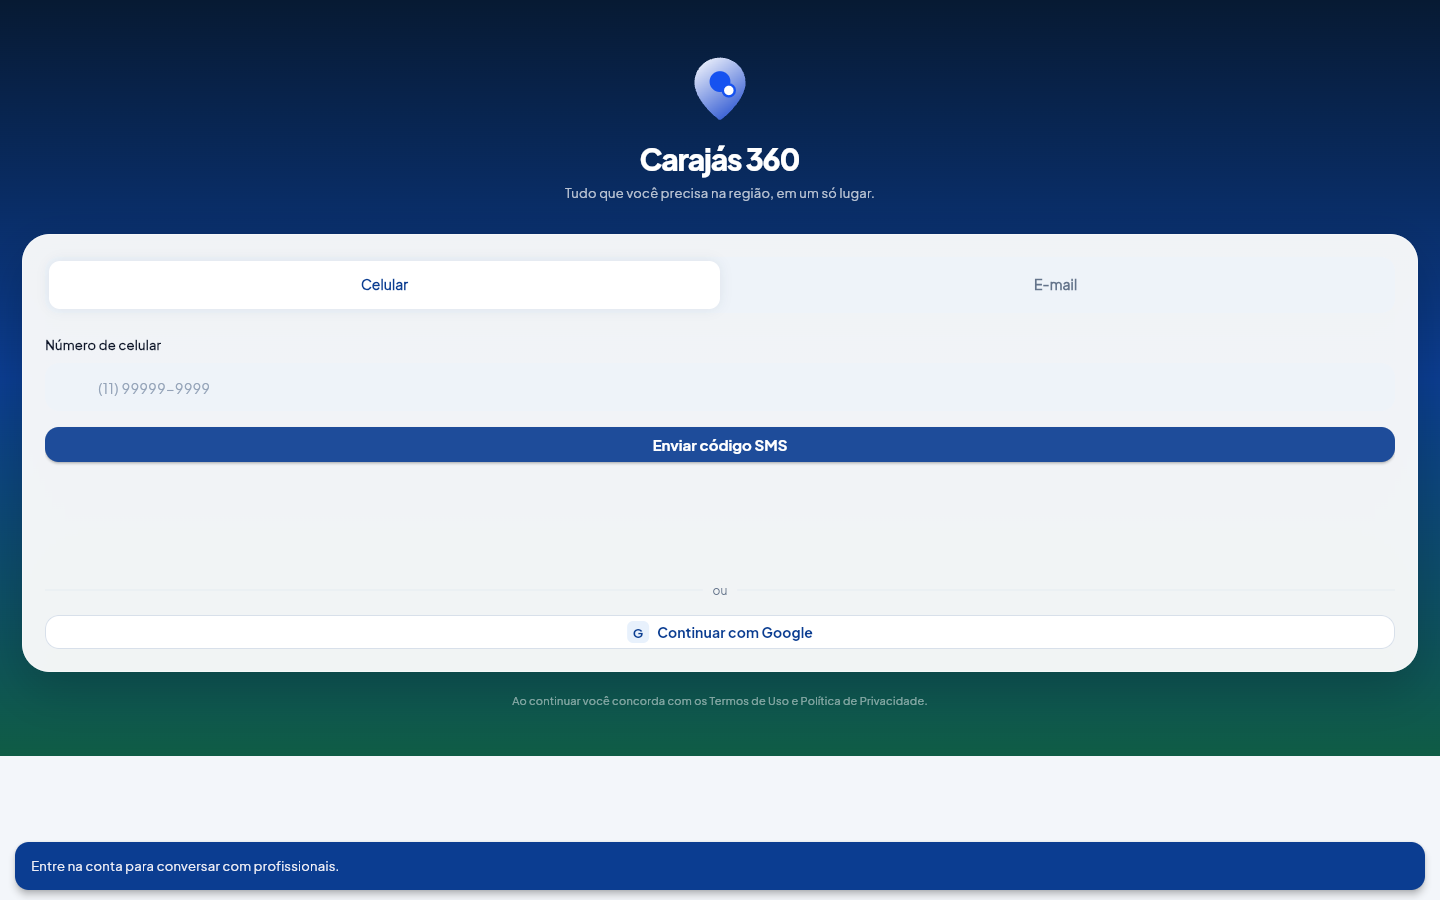 Carajás 360
Tudo que você precisa na região, em um só lugar.
Celular
E-mail
Número de celular
(11) 99999-9999
Enviar código SMS
ou
G Continuar com Google
Ao continuar você concorda com os Termos de Uso e Política de Privacidade.
Entre na conta para conversar com profissionais.